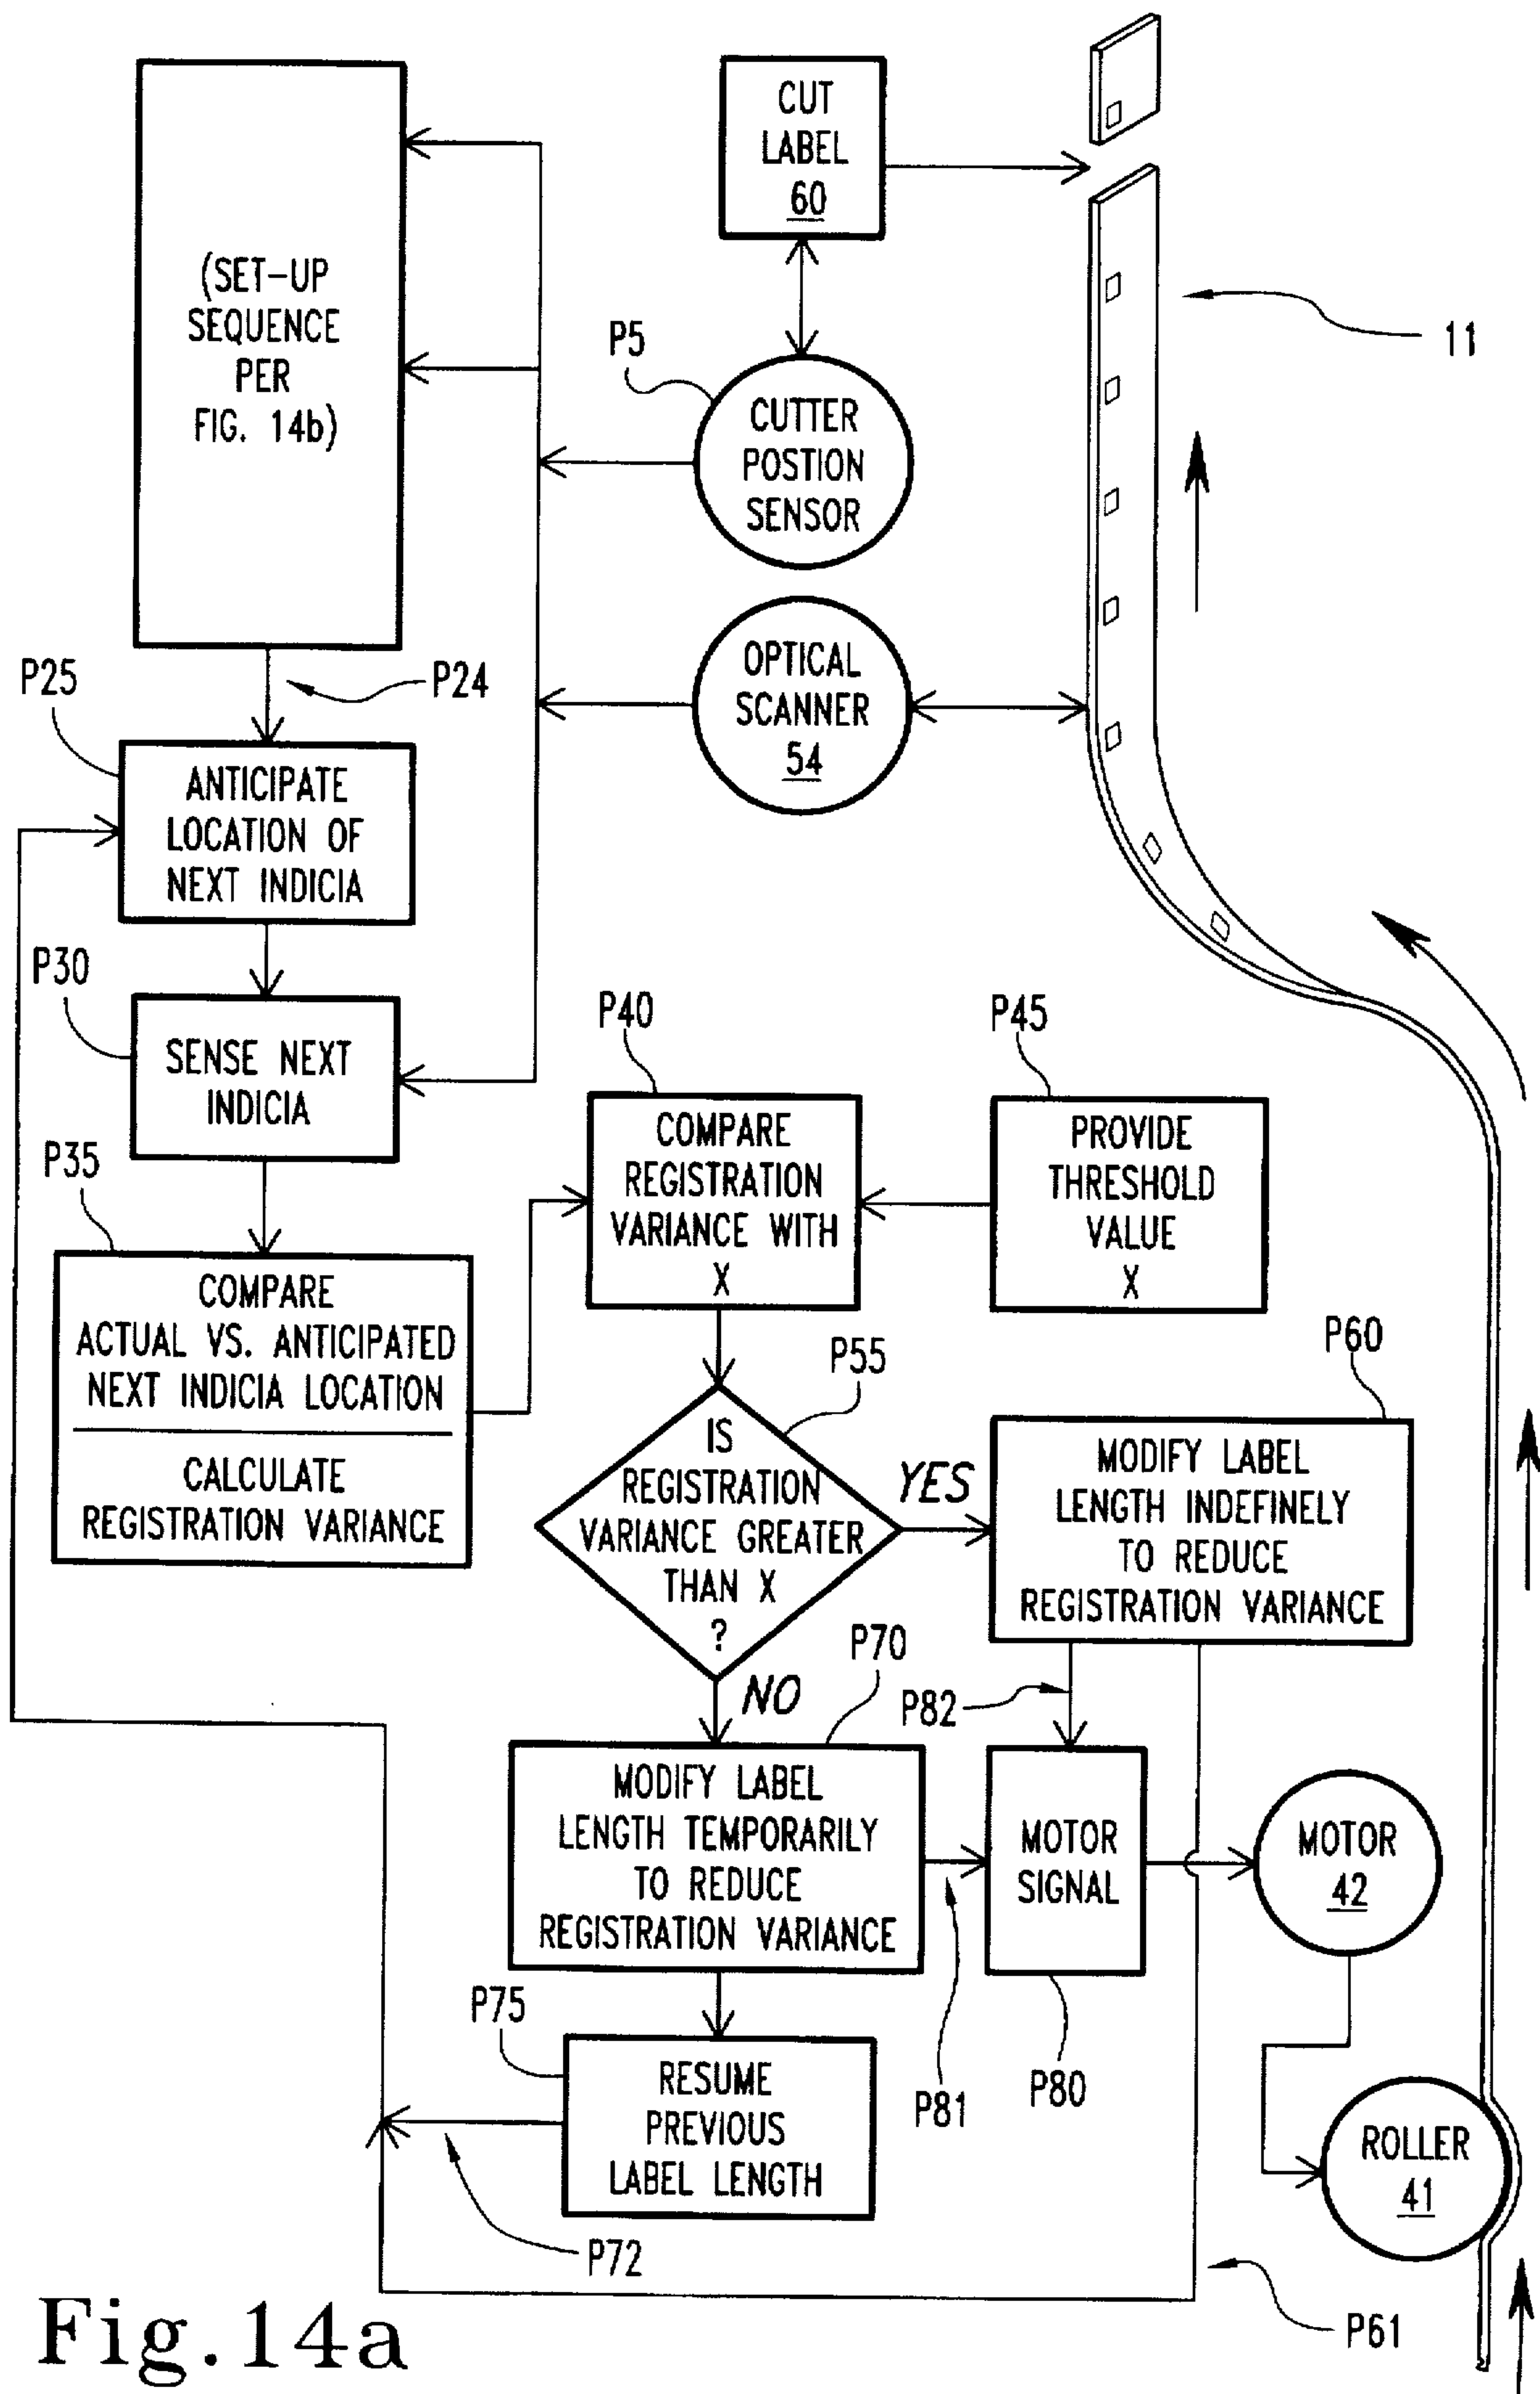 CUT
LABEL
60
(SET-UP
SEQUENCE
PER
FIG. 14b)
P5
11
CUTTER
POSTION
SENSOR
P25
P24
OPTICAL
SCANNER
54
ANTICIPATE
LOCATION OF
NEXT INDICIA
P30
SENSE NEXT
INDICIA
P40
P45
COMPARE
REGISTRATION
VARIANCE WITH
X
PROVIDE
THRESHOLD
VALUE
X
P35
COMPARE
ACTUAL VS. ANTICIPATED
NEXT INDICIA LOCATION
CALCULATE
REGISTRATION VARIANCE
P55
P60
IS
REGISTRATION
VARIANCE GREATER
THAN X
?
YES
MODIFY LABEL
LENGTH INDEFINELY
TO REDUCE
REGISTRATION VARIANCE
NO
P70
P82
MODIFY LABEL
LENGTH TEMPORARILY
TO REDUCE
REGISTRATION VARIANCE
MOTOR
SIGNAL
MOTOR
42
P75
P81
P80
RESUME
PREVIOUS
LABEL LENGTH
ROLLER
41
P72
P61
Fig.14a